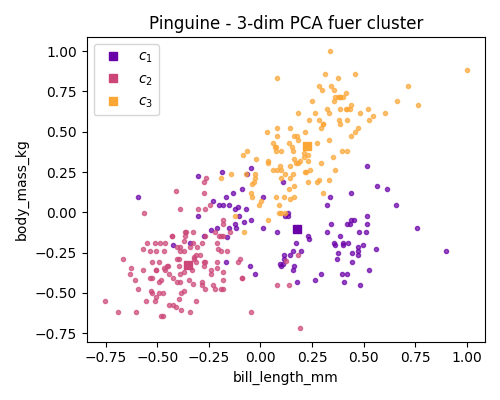 Pinguine - 3-dim PCA fuer cluster
c₁
c₂
c₃
body_mass_kg
1.00
0.75
0.50
0.25
0.00
−0.25
−0.50
−0.75
−0.75 −0.50 −0.25 0.00 0.25 0.50 0.75 1.00
bill_length_mm